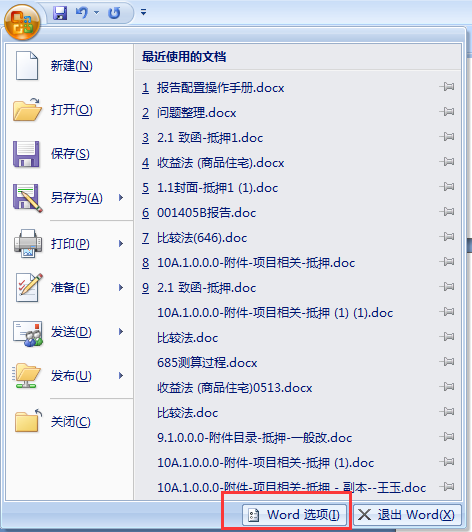 新建(N)
打开(O)
保存(S)
另存为(A)
打印(P)
准备(E)
发送(D)
发布(U)
关闭(C)
最近使用的文档
1 报告配置操作手册.docx
2 问题整理.docx
3 2.1 致函-抵押1.doc
4 收益法 (商品住宅).docx
5 1.1封面-抵押1 (1).doc
6 001405B报告.doc
7 比较法(646).doc
8 10A.1.0.0.0-附件-项目相关-抵押.doc
9 2.1 致函-抵押.doc
10A.1.0.0.0-附件-项目相关-抵押 (1) (1).doc
比较法.doc
685测算过程.docx
收益法 (商品住宅)0513.docx
比较法.doc
9.1.0.0.0-附件目录-抵押-一般改.doc
10A.1.0.0.0-附件-项目相关-抵押 (1).doc
10A.1.0.0.0-附件-项目相关-抵押 - 副本--王玉.doc
Word 选项(I)
退出 Word(X)